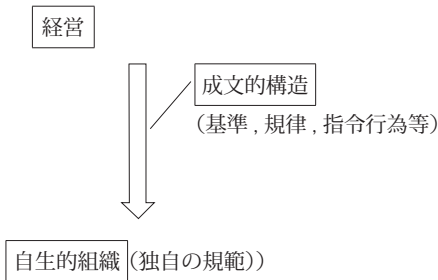 経営
成文的構造
（基準 , 規律 , 指令行為等）
自生的組織（独自の規範））